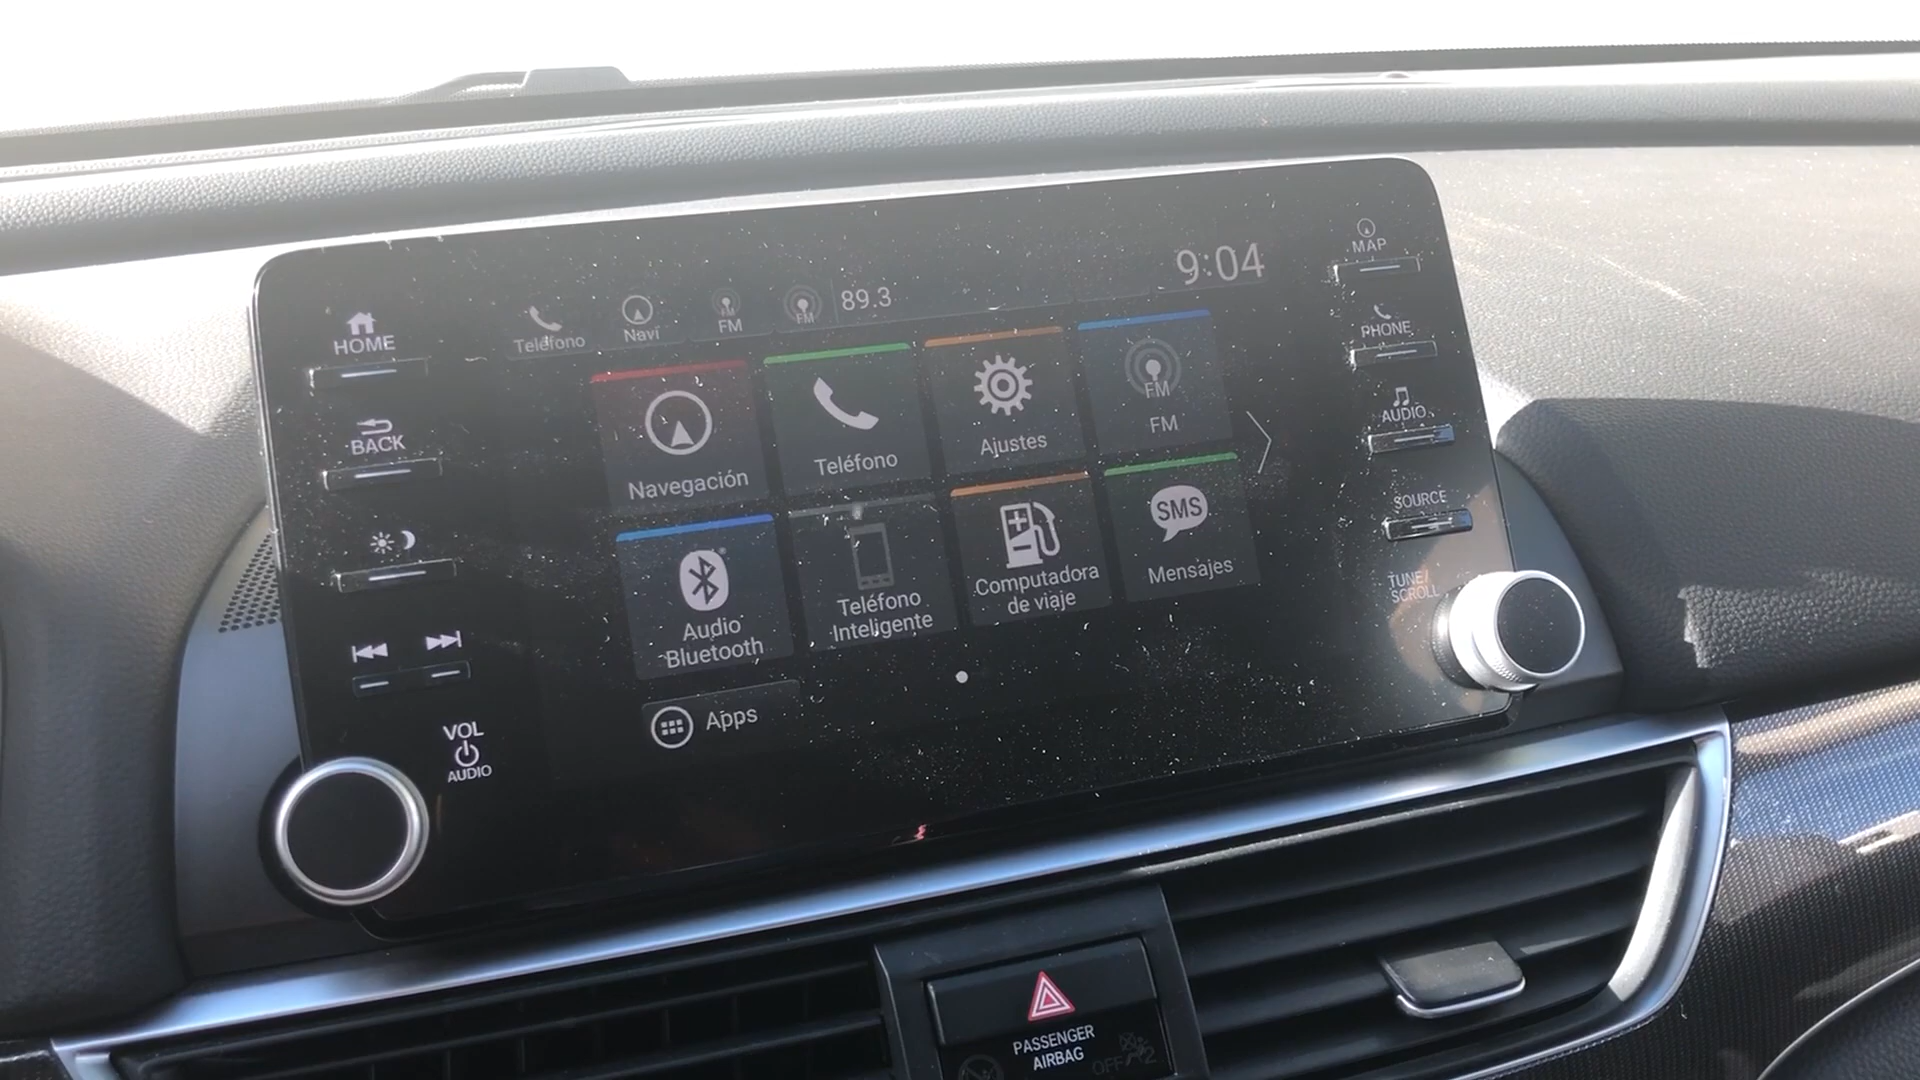 HOME
BACK
VOL
AUDIO
Teléfono
Navi
FM
FM
89.3
9:04
Navegación
Teléfono
Ajustes
FM
FM
Audio
Bluetooth
Teléfono
Inteligente
Computadora
de viaje
SMS
Mensajes
Apps
MAP
PHONE
AUDIO
SOURCE
TUNE/
SCROLL
PASSENGER
AIRBAG
OFF